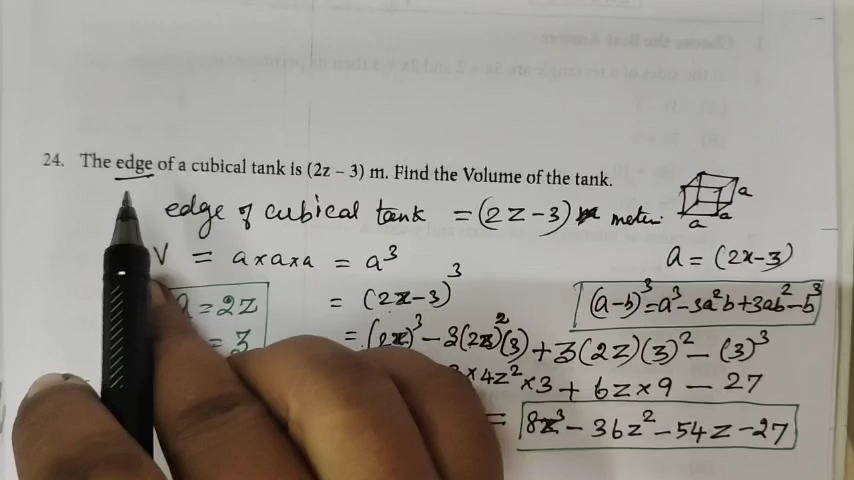 24. The edge of a cubical tank is (2z – 3) m. Find the Volume of the tank.
edge of cubical tank = (2z-3) meter
a
a
a
V = a×a×a = a³
a = (2x-3)
a = 2z
= (2z-3)³
(a-b)³=a³-3a²b+3ab²-b³
= 3
= (2z)³ - 3(2z)²(3) + 3(2z)(3)² - (3)³
×4z²×3 + 6z×9 - 27
= 8z³ - 36z² - 54z - 27